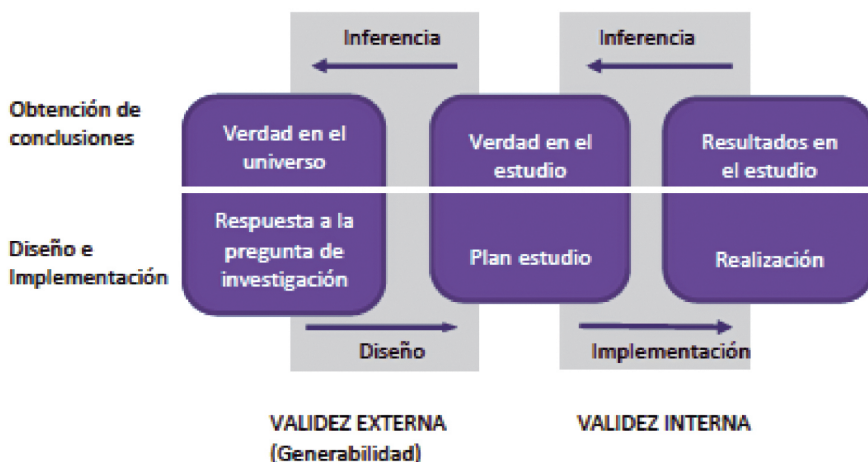 Inferencia
Inferencia
Obtención de
conclusiones
Verdad en el
universo
Verdad en el
estudio
Resultados en
el estudio
Diseño e
Implementación
Respuesta a la
pregunta de
investigación
Plan estudio
Realización
Diseño
Implementación
VALIDEZ EXTERNA
(Generabilidad)
VALIDEZ INTERNA